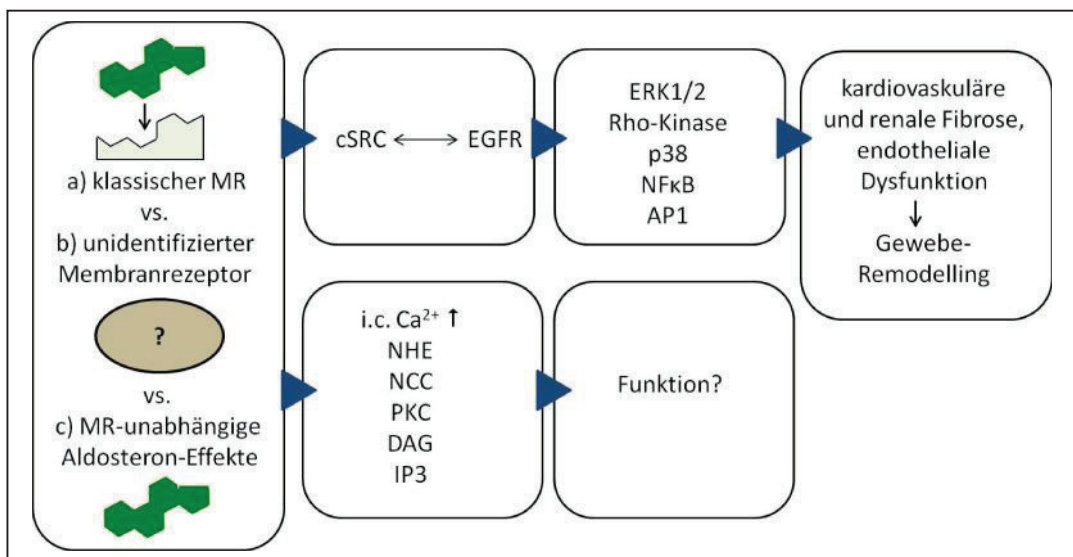 a) klassischer MR
vs.
b) unidentifizierter
Membranrezeptor
?
vs.
c) MR-unabhängige
Aldosteron-Effekte
cSRC ⟷ EGFR
ERK1/2
Rho-Kinase
p38
NFκB
AP1
kardiovaskuläre
und renale Fibrose,
endotheliale
Dysfunktion
↓
Gewebe-
Remodelling
i.c. Ca²⁺ ↑
NHE
NCC
PKC
DAG
IP3
Funktion?